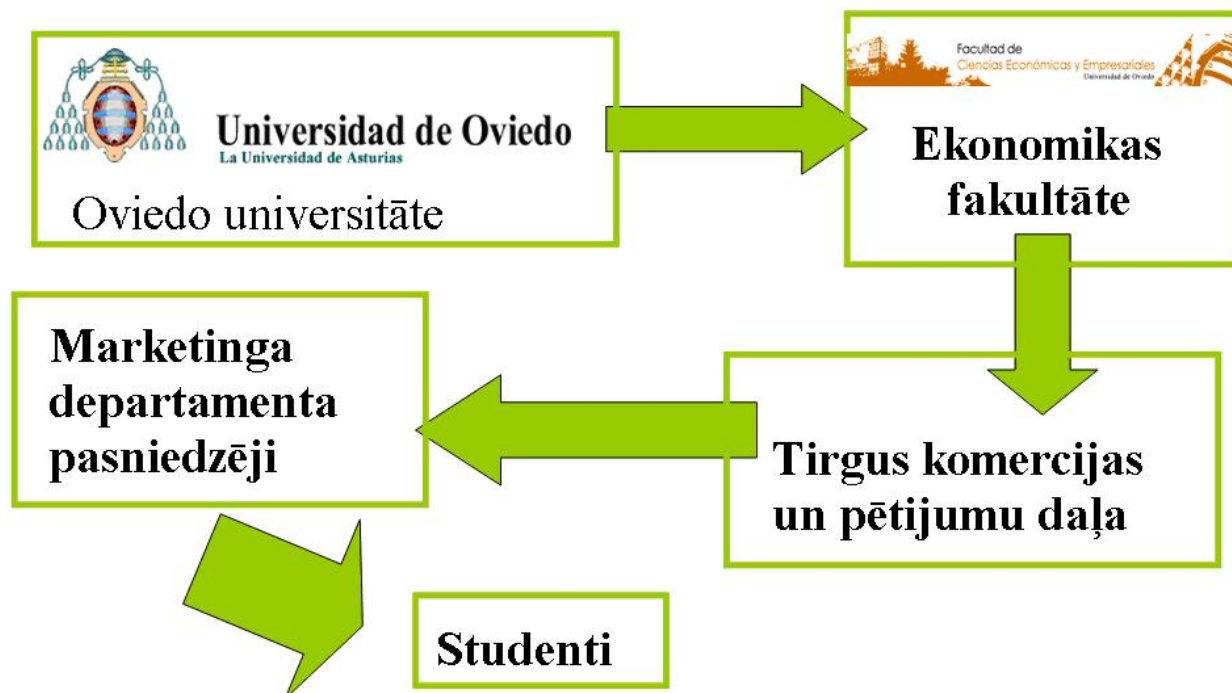 Universidad de Oviedo
La Universidad de Asturias
Oviedo universitāte
Facultad de
Ciencias Económicas y Empresariales
Universidad de Oviedo
Ekonomikas
fakultāte
Tirgus komercijas
un pētijumu daļa
Marketinga
departamenta
pasniedzēji
Studenti